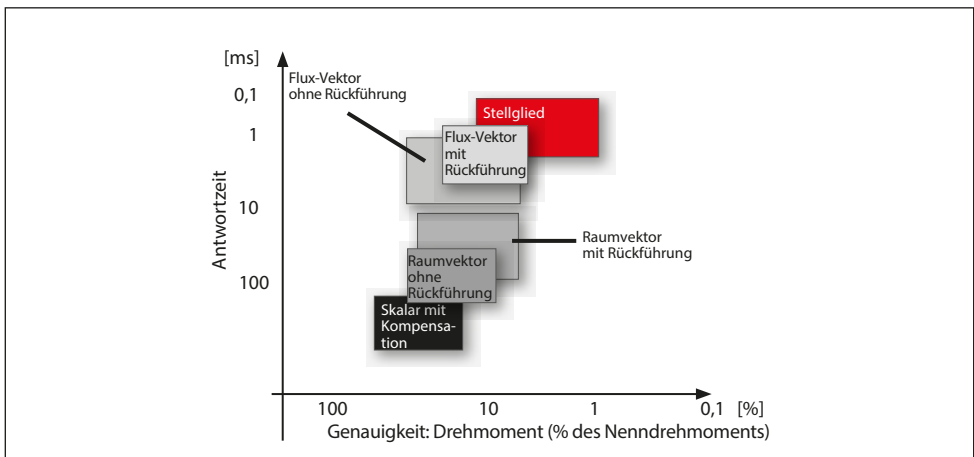 [ms]
Flux-Vektor
ohne Rückführung
0,1
Stellglied
1
Flux-Vektor
mit
Rückführung
10
Antwortzeit
Raumvektor
mit Rückführung
Raumvektor
ohne
Rückführung
100
Skalar mit
Kompensa-
tion
100
10
1
0,1 [%]
Genauigkeit: Drehmoment (% des Nenndrehmoments)